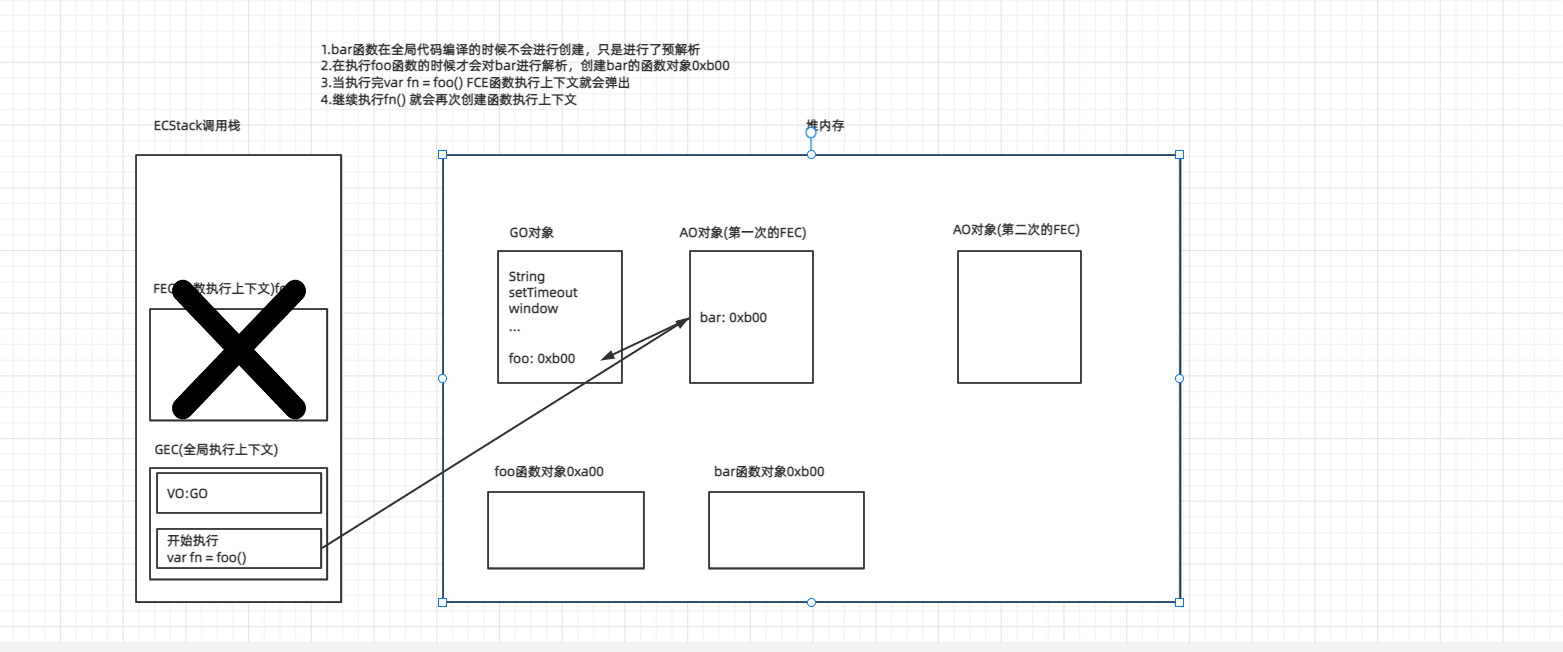 1.bar函数在全局代码编译的时候不会进行创建，只是进行了预解析
2.在执行foo函数的时候才会对bar进行解析，创建bar的函数对象0xb00
3.当执行完var fn = foo() FCE函数执行上下文就会弹出
4.继续执行fn() 就会再次创建函数执行上下文
ECStack调用栈
堆内存
GO对象
AO对象(第一次的FEC)
AO对象(第二次的FEC)
String
setTimeout
window
...
foo: 0xb00
bar: 0xb00
FEC 数执行上下文)f
GEC(全局执行上下文)
VO:GO
开始执行
var fn = foo()
foo函数对象0xa00
bar函数对象0xb00